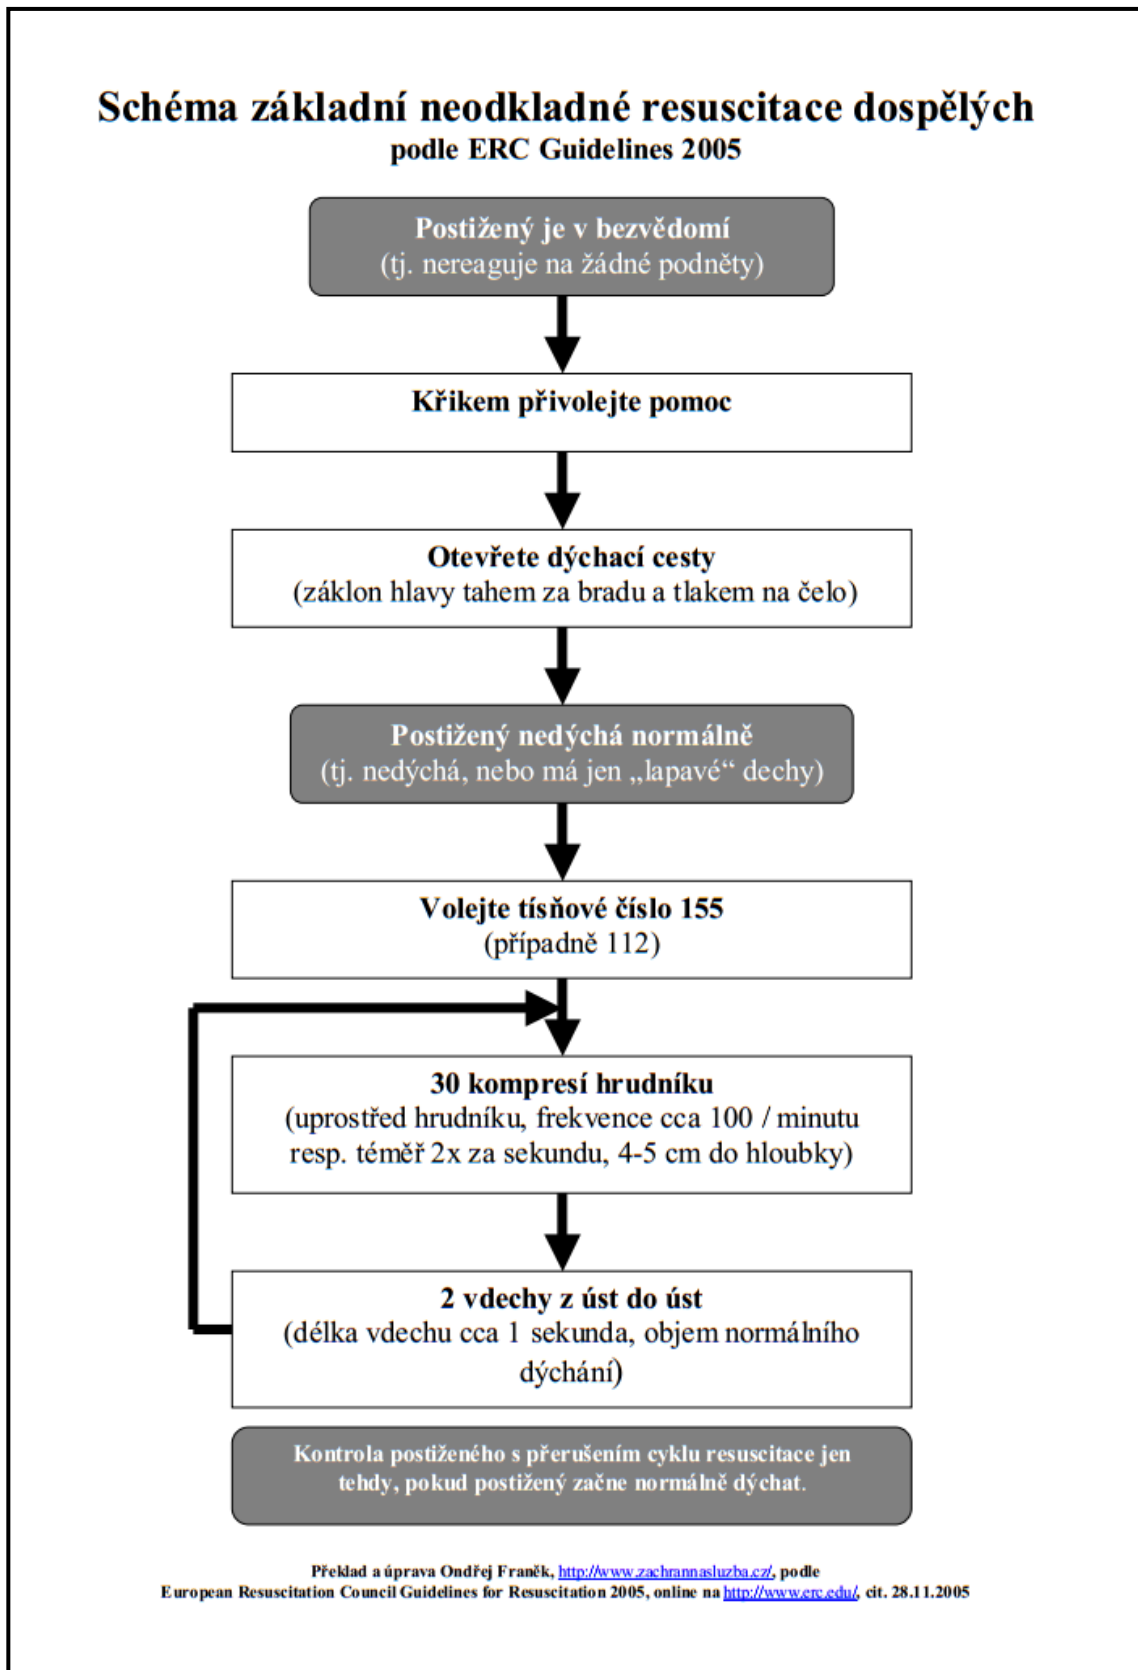 Schéma základní neodkladné resuscitace dospělých
podle ERC Guidelines 2005
Postižený je v bezvědomí
(tj. nereaguje na žádné podněty)
Křikem přivolejte pomoc
Otevřete dýchací cesty
(záklon hlavy tahem za bradu a tlakem na čelo)
Postižený nedýchá normálně
(tj. nedýchá, nebo má jen „lapavé“ dechy)
Volejte tísňové číslo 155
(případně 112)
30 kompresí hrudníku
(uprostřed hrudníku, frekvence cca 100 / minutu
resp. téměř 2x za sekundu, 4-5 cm do hloubky)
2 vdechy z úst do úst
(délka vdechu cca 1 sekunda, objem normálního
dýchání)
Kontrola postiženého s přerušením cyklu resuscitace jen
tehdy, pokud postižený začne normálně dýchat.
Překlad a úprava Ondřej Franěk, http://www.zachrannasluzba.cz/, podle
European Resuscitation Council Guidelines for Resuscitation 2005, online na http://www.erc.edu/, cit. 28.11.2005